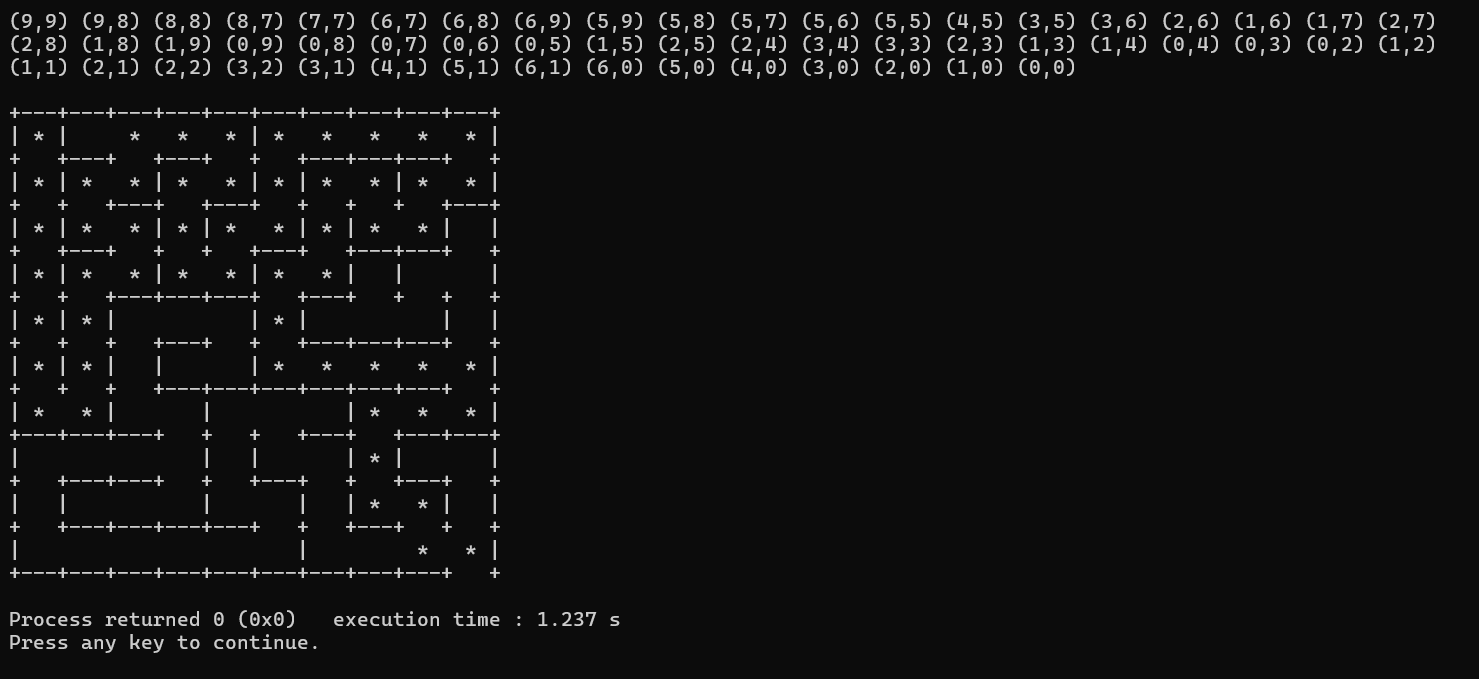 (9,9) (9,8) (8,8) (8,7) (7,7) (6,7) (6,8) (6,9) (5,9) (5,8) (5,7) (5,6) (5,5) (4,5) (3,5) (3,6) (2,6) (1,6) (1,7) (2,7)
(2,8) (1,8) (1,9) (0,9) (0,8) (0,7) (0,6) (0,5) (1,5) (2,5) (2,4) (3,4) (3,3) (2,3) (1,3) (1,4) (0,4) (0,3) (0,2) (1,2)
(1,1) (2,1) (2,2) (3,2) (3,1) (4,1) (5,1) (6,1) (6,0) (5,0) (4,0) (3,0) (2,0) (1,0) (0,0)

+---+---+---+---+---+---+---+---+---+---+
| * |     *   *   * | *   *   *   *   * |
+   +---+   +---+   +   +---+---+---+   +
| * | *   * | *   * | * | *   * | *   * |
+   +   +---+   +---+   +   +   +   +---+
| * | *   * | * | *   * | * | *   * |   |
+   +---+   +   +   +---+   +---+---+   +
| * | *   * | *   * | *   * |   |       |
+   +   +---+---+---+   +---+   +   +   +
| * | * |           | * |           |   |
+   +   +   +---+   +   +---+---+---+   +
| * | * |   |       | *   *   *   *   * |
+   +   +   +---+---+---+---+---+---+   +
| *   * |       |           | *   *   * |
+---+---+---+   +   +   +---+   +---+---+
|               |   |       | * |       |
+   +---+---+   +   +---+   +   +---+   +
|   |           |       |   | *   * |   |
+   +---+---+---+---+   +   +---+   +   +
|                       |         *   * |
+---+---+---+---+---+---+---+---+---+   +

Process returned 0 (0x0)   execution time : 1.237 s
Press any key to continue.